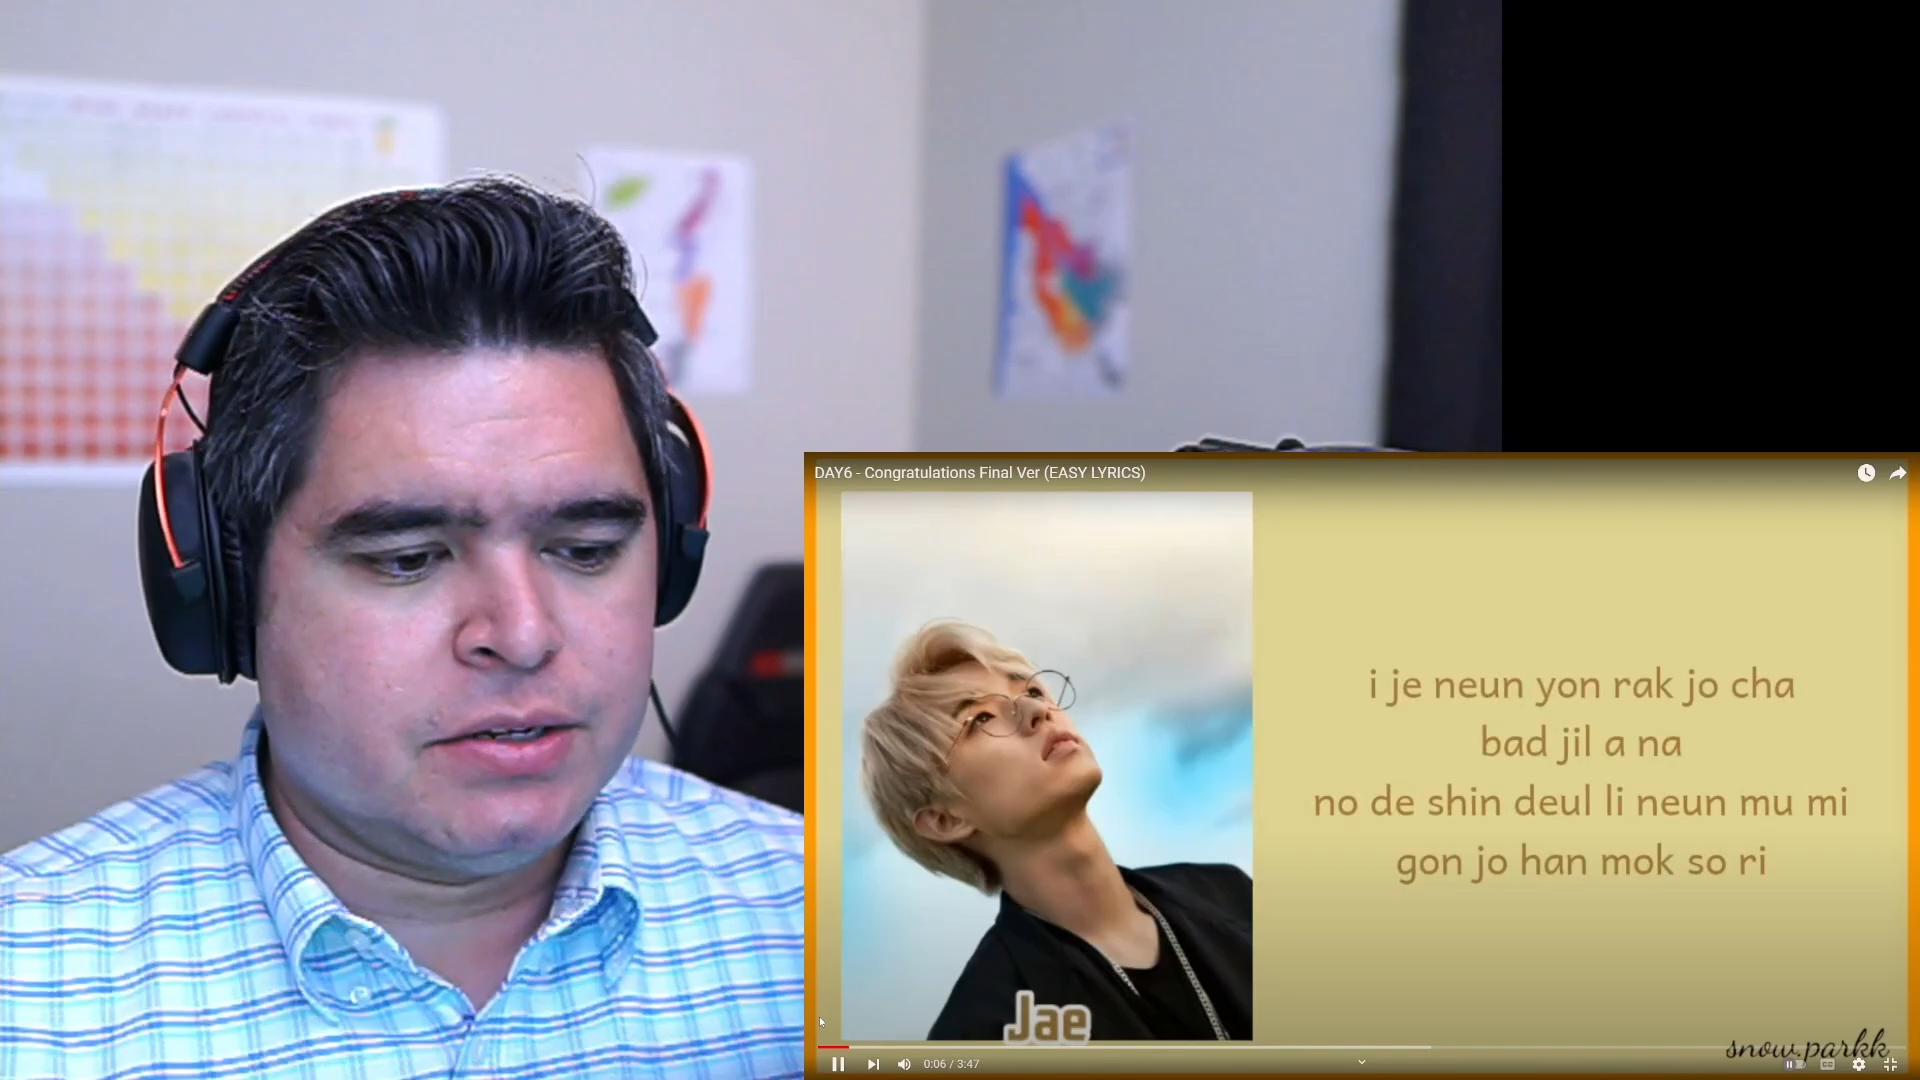 DAY6 - Congratulations Final Ver (EASY LYRICS)
i je neun yon rak jo cha
bad jil a na
no de shin deul li neun mu mi
gon jo han mok so ri
Jae
snow.parkk
0:06 / 3:47